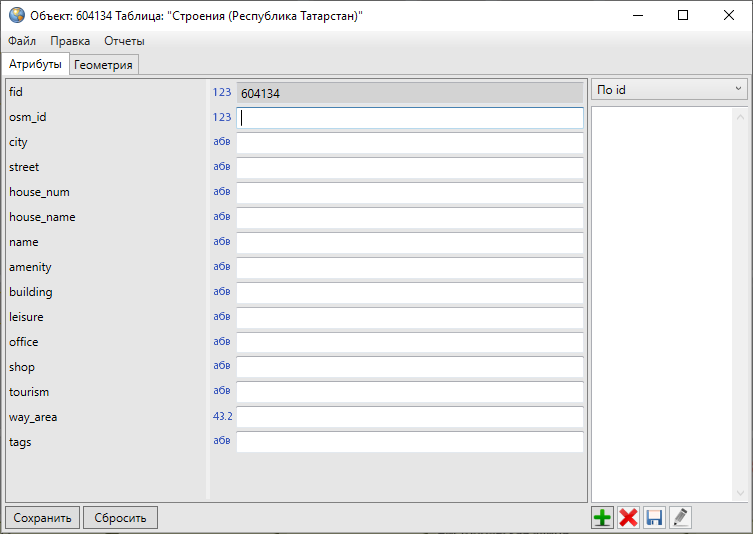 Объект: 604134 Таблица: "Строения (Республика Татарстан)"
Файл Правка Отчеты
Атрибуты Геометрия
fid 123 604134
По id
osm_id 123
city абв
street абв
house_num абв
house_name абв
name абв
amenity абв
building абв
leisure абв
office абв
shop абв
tourism абв
way_area 43.2
tags абв
Сохранить Сбросить